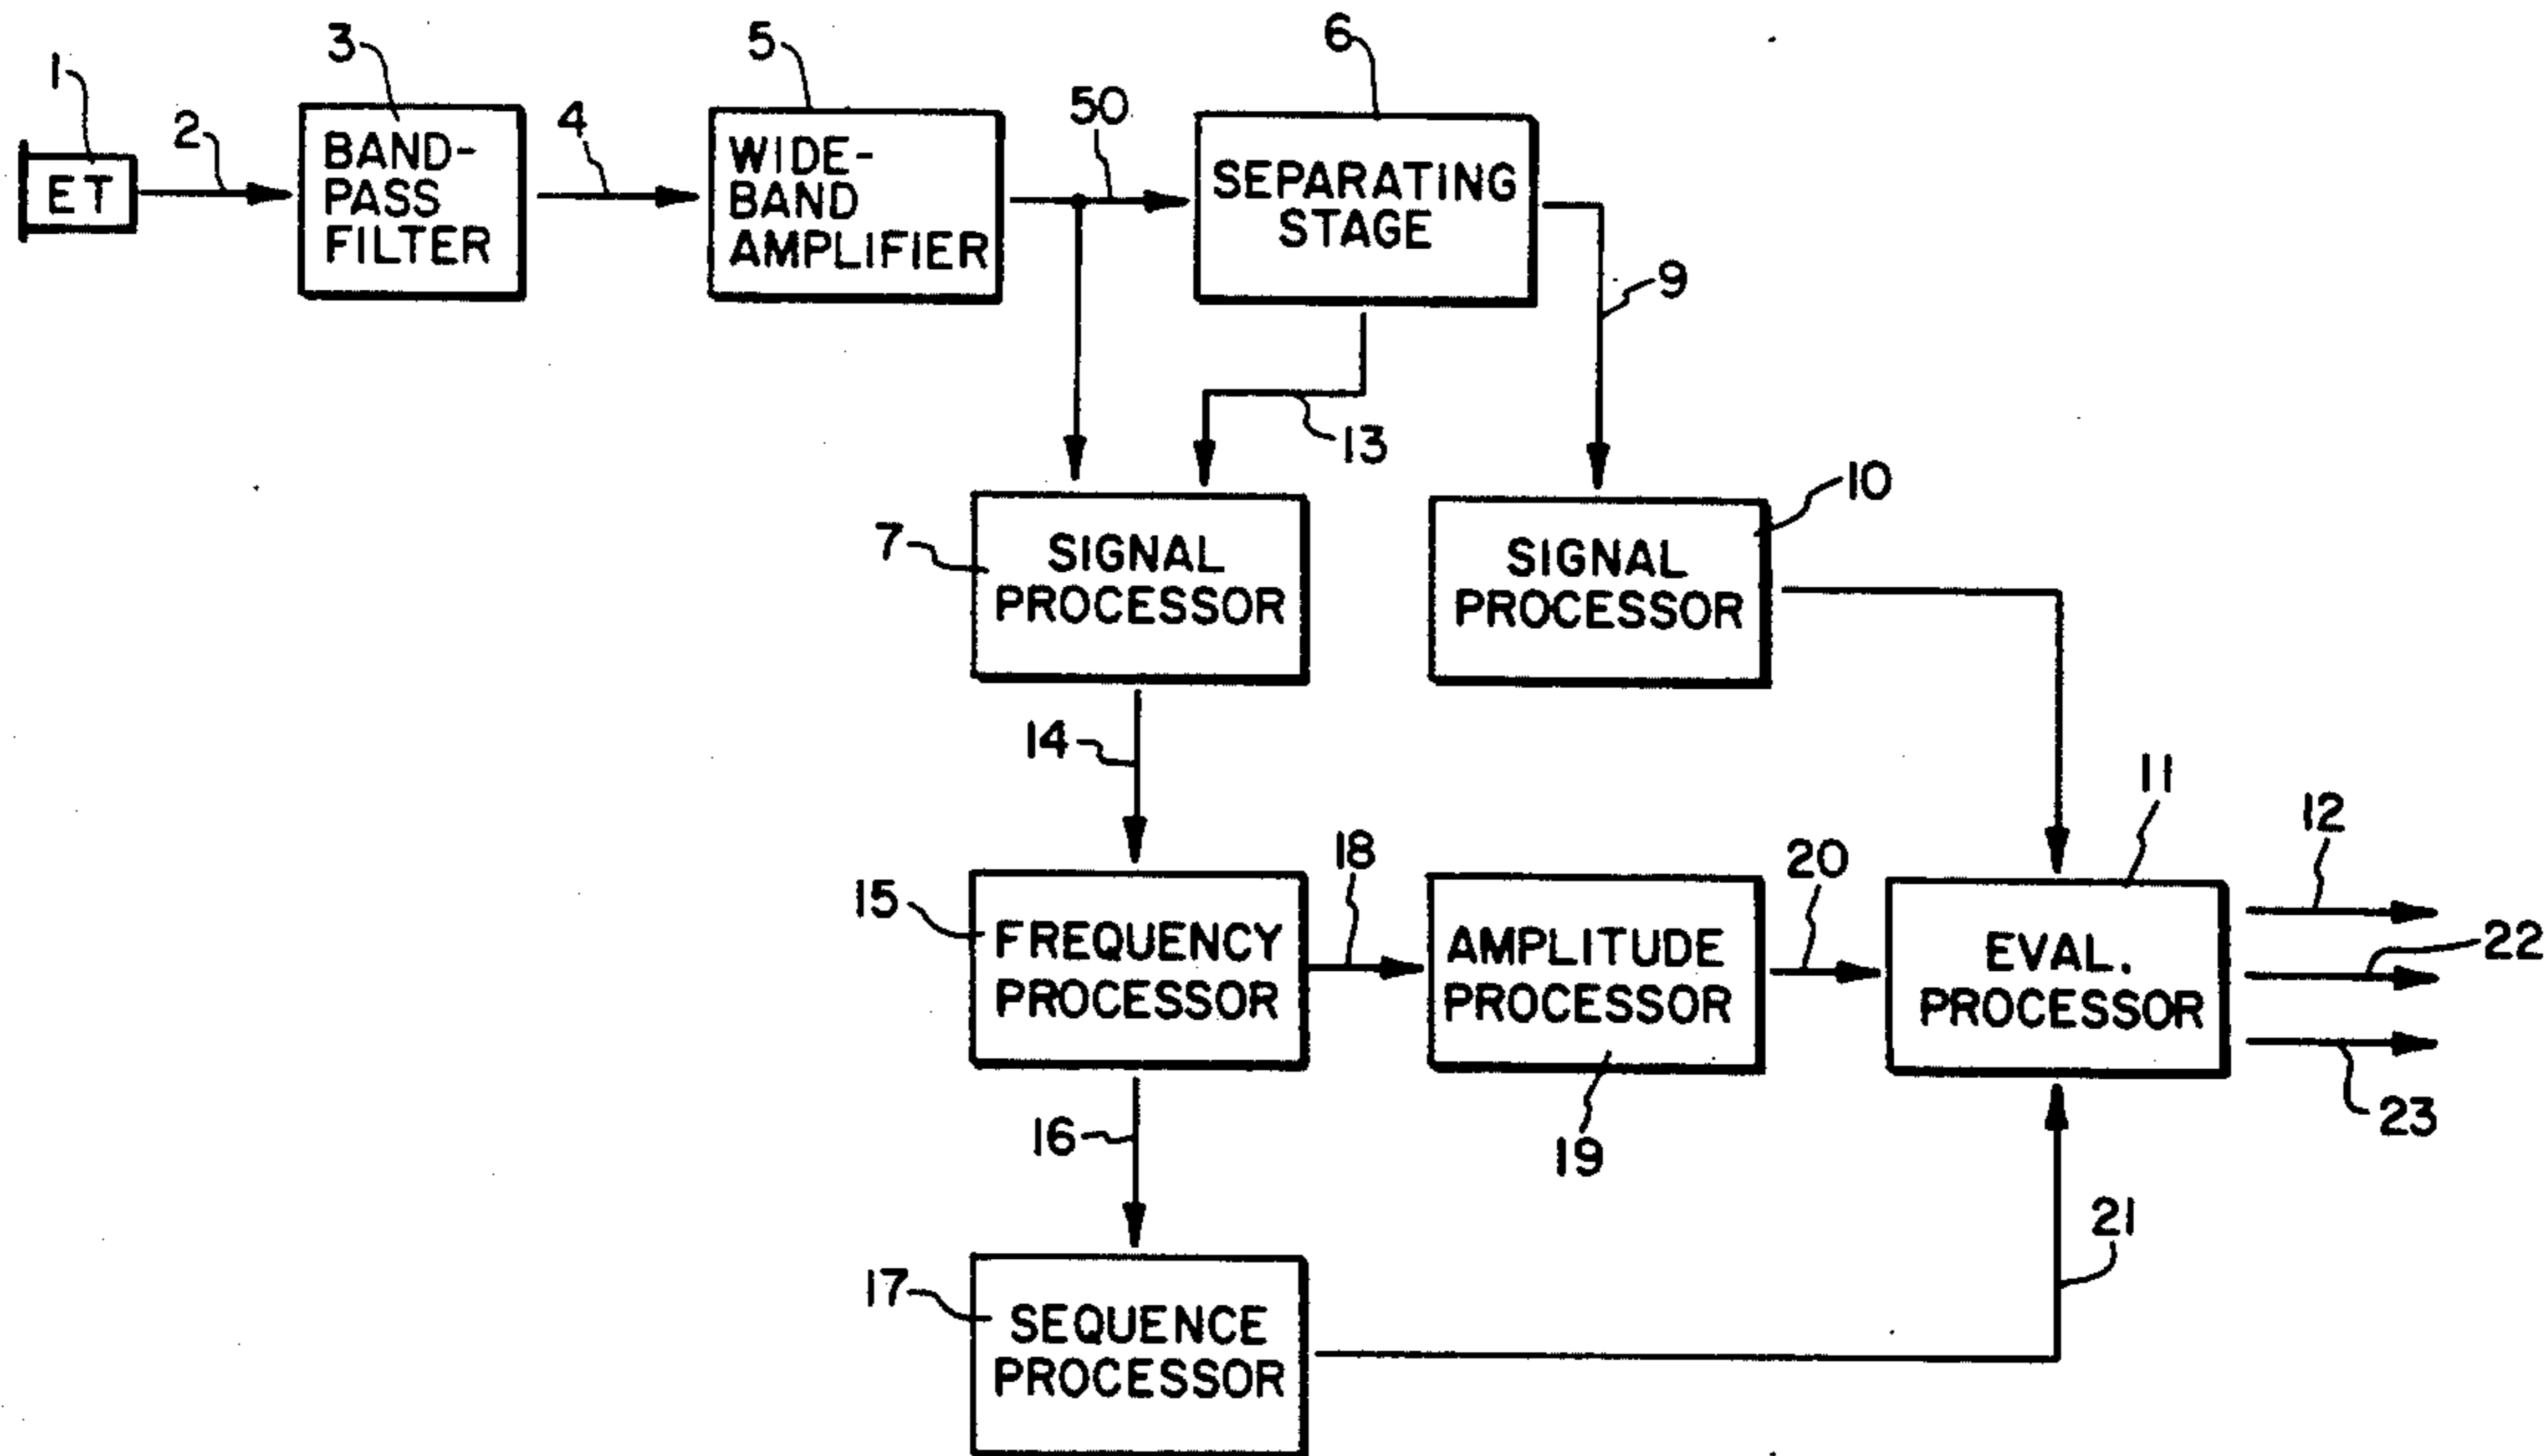 1
2
3
4
5
50
6
ET
BAND-
PASS
FILTER
WIDE-
BAND
AMPLIFIER
SEPARATING
STAGE
9
13
7
SIGNAL
PROCESSOR
SIGNAL
PROCESSOR
10
14
11
12
15
FREQUENCY
PROCESSOR
18
AMPLITUDE
PROCESSOR
19
20
EVAL.
PROCESSOR
22
23
16
21
17
SEQUENCE
PROCESSOR